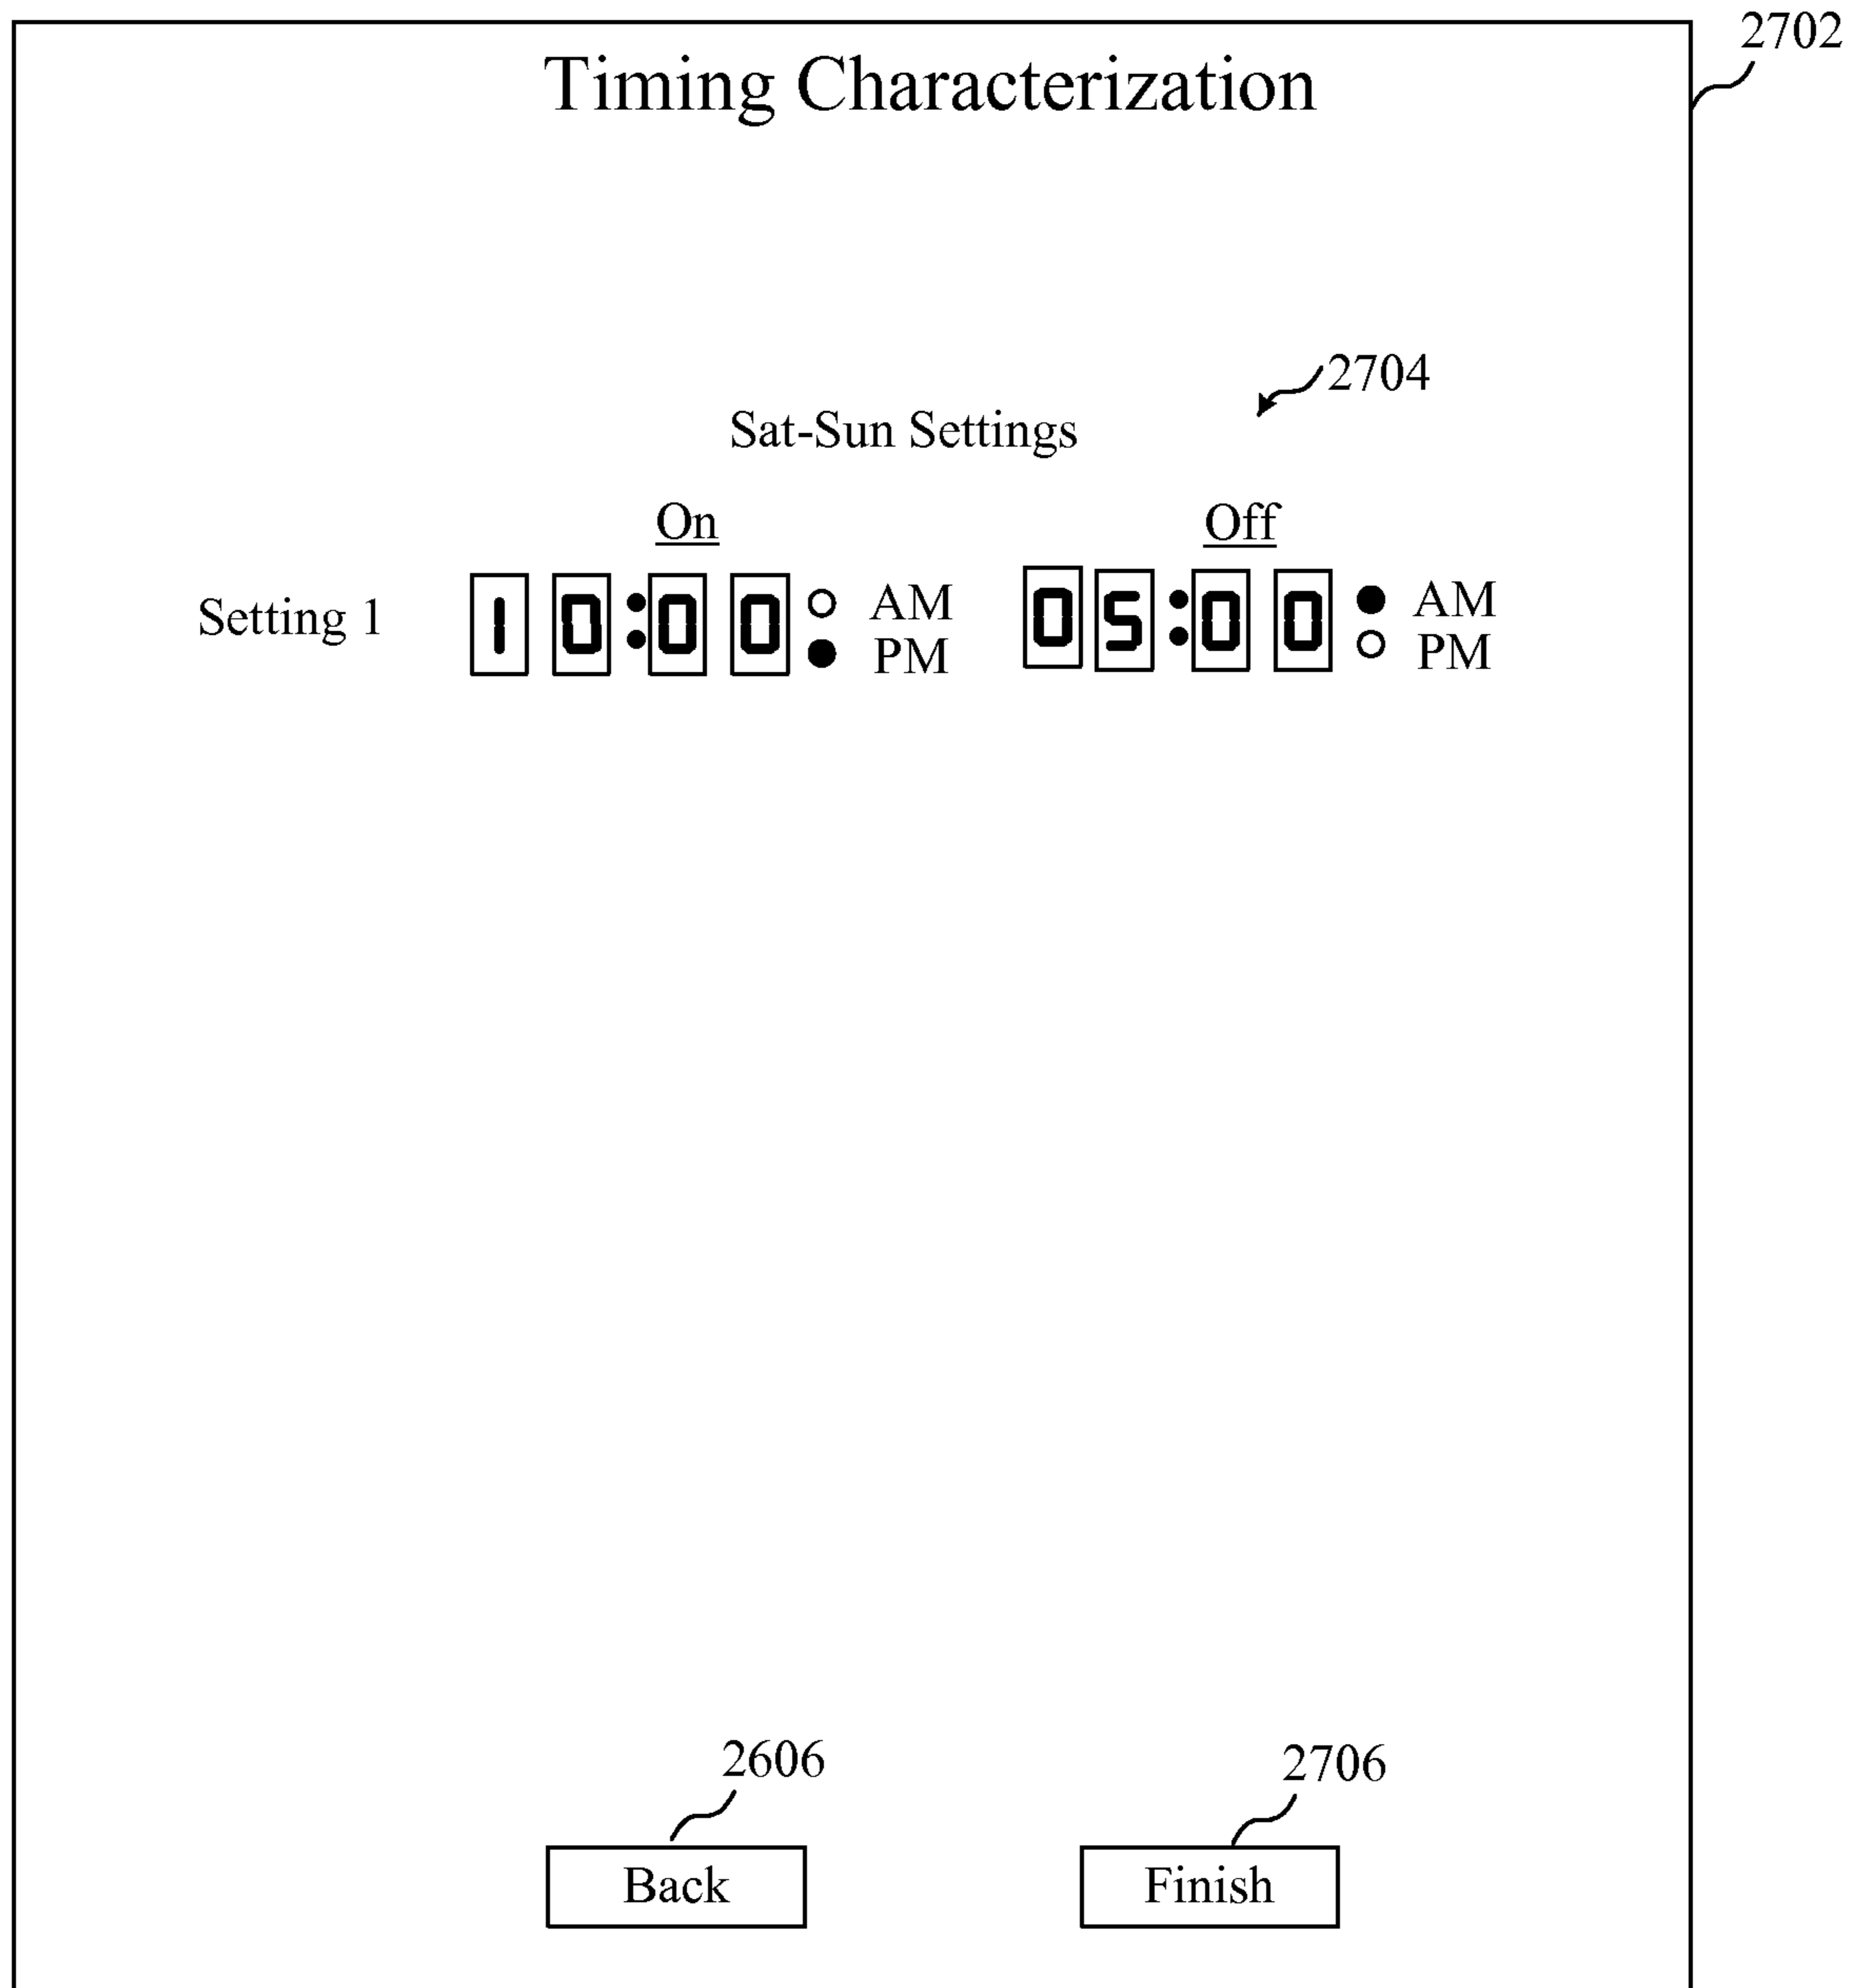 2702
Timing Characterization
2704
Sat-Sun Settings
On Off
Setting 1 10:00 AM PM 05:00 AM PM
2606 2706
Back Finish